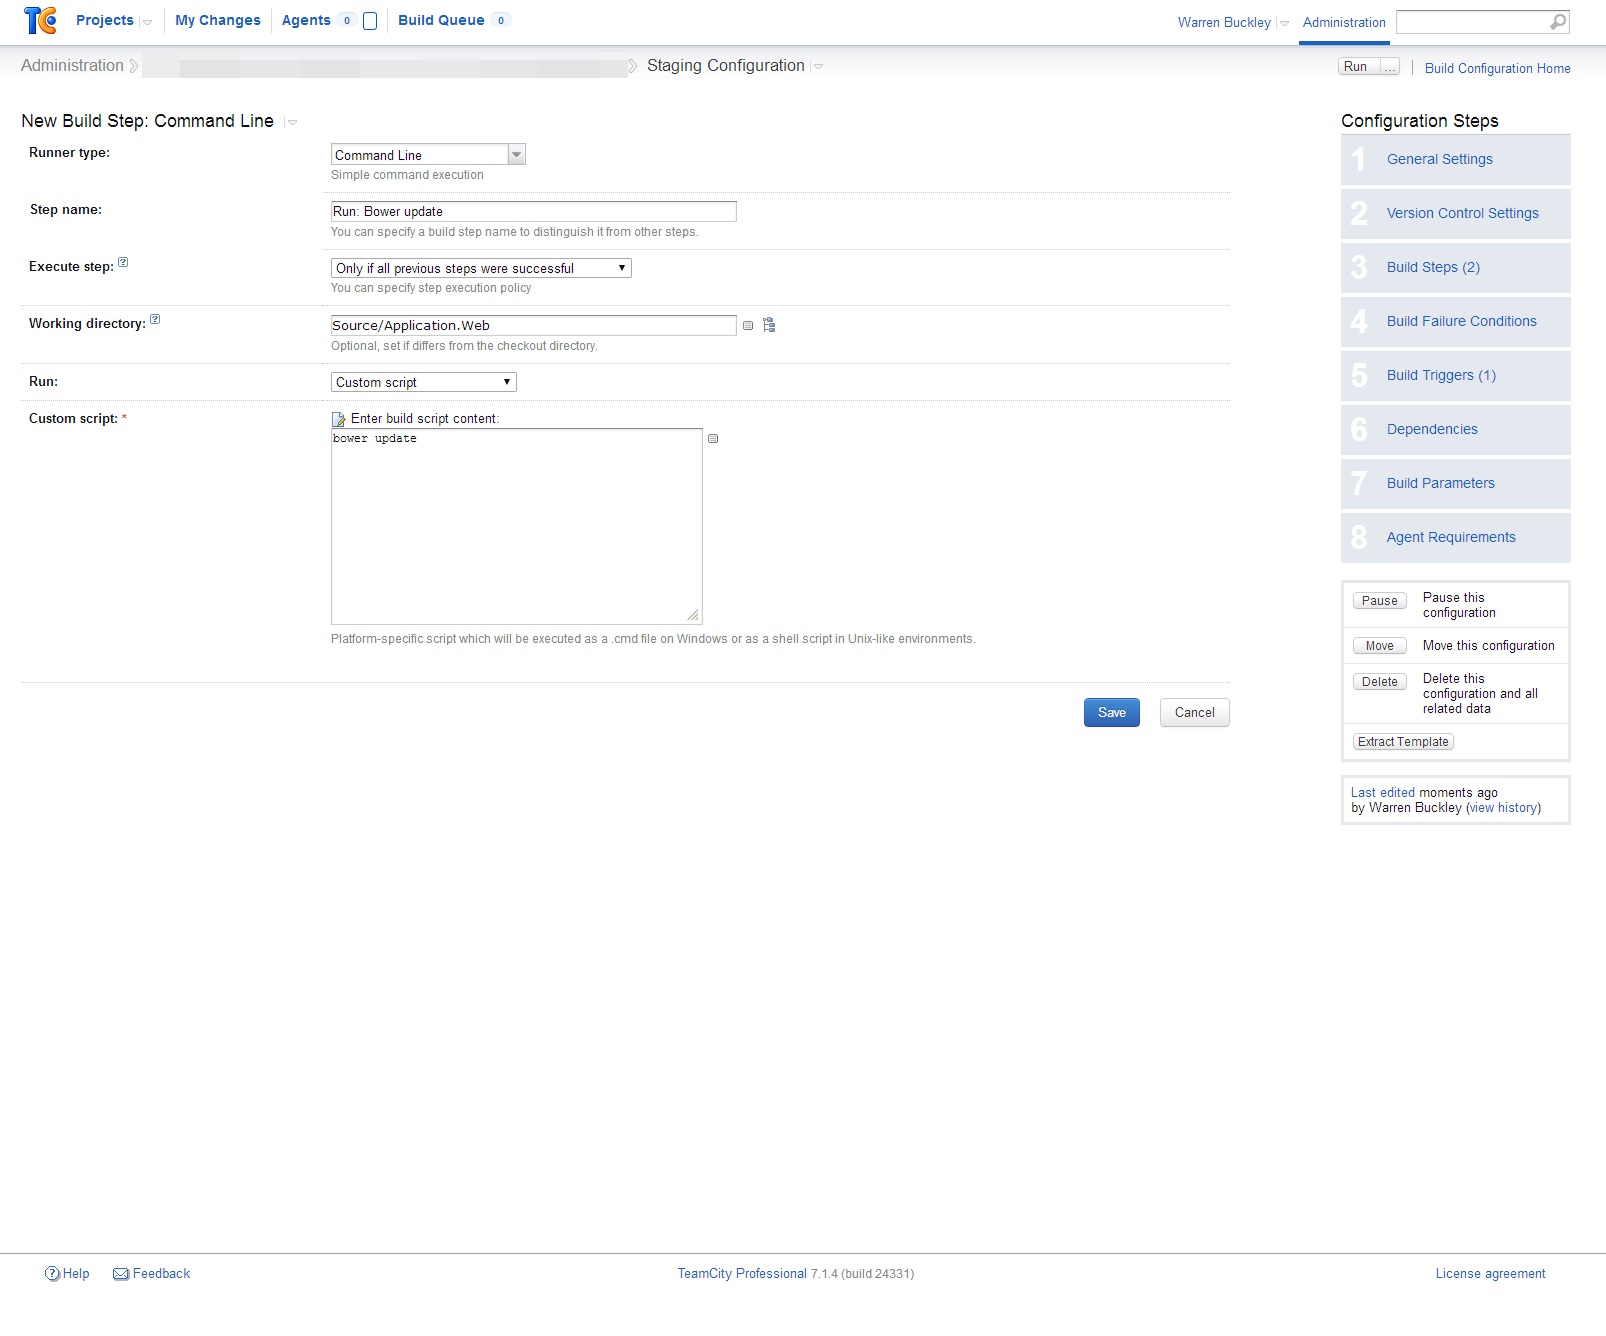 TC Projects My Changes Agents 0 Build Queue 0 Warren Buckley Administration
Administration Staging Configuration Run ... Build Configuration Home
New Build Step: Command Line
Runner type: Command Line
Simple command execution
Step name: Run: Bower update
You can specify a build step name to distinguish it from other steps.
Execute step: ? Only if all previous steps were successful
You can specify step execution policy
Working directory: ? Source/Application.Web
Optional, set if differs from the checkout directory.
Run: Custom script
Custom script: * Enter build script content:
bower update
Platform-specific script which will be executed as a .cmd file on Windows or as a shell script in Unix-like environments.
Save Cancel
Configuration Steps
1 General Settings
2 Version Control Settings
3 Build Steps (2)
4 Build Failure Conditions
5 Build Triggers (1)
6 Dependencies
7 Build Parameters
8 Agent Requirements
Pause Pause this
configuration
Move Move this configuration
Delete Delete this
configuration and all
related data
Extract Template
Last edited moments ago
by Warren Buckley (view history)
? Help Feedback TeamCity Professional 7.1.4 (build 24331) License agreement